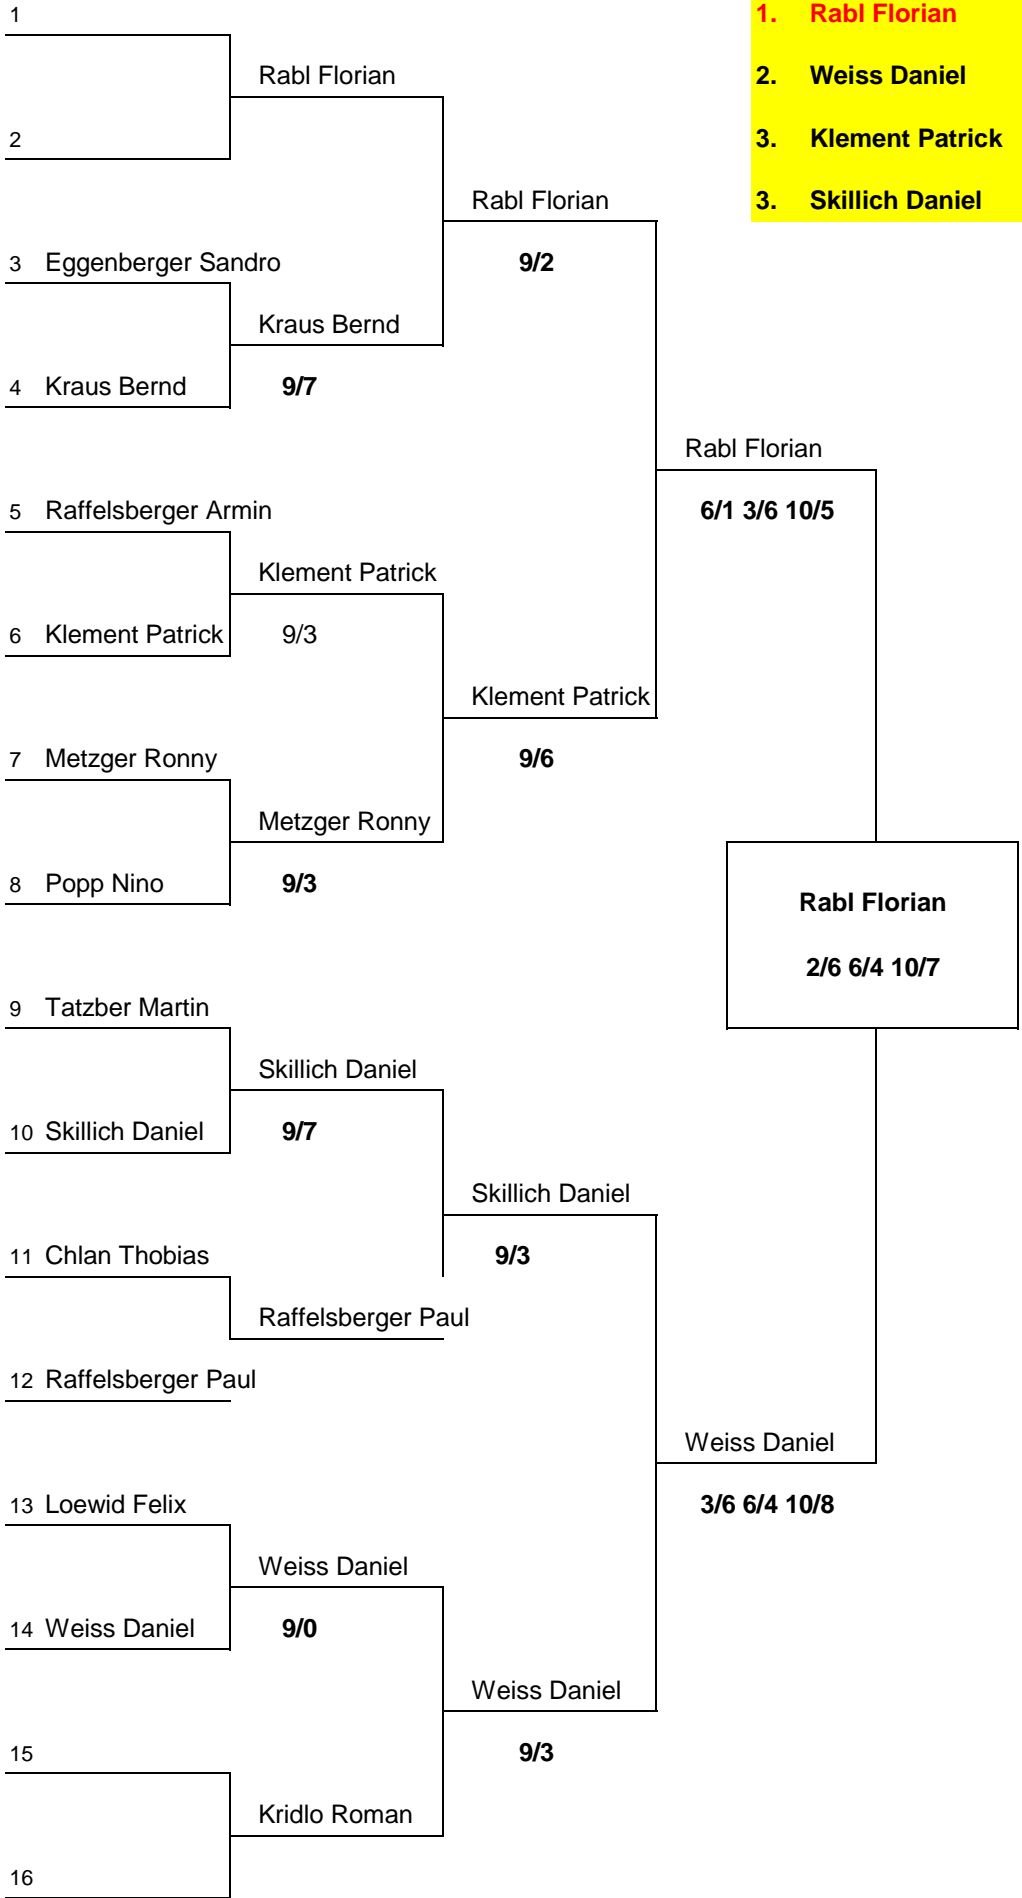 1
1. Rabl Florian
Rabl Florian
2. Weiss Daniel
2
3. Klement Patrick
Rabl Florian
3. Skillich Daniel
3 Eggenberger Sandro
9/2
Kraus Bernd
4 Kraus Bernd
9/7
Rabl Florian
5 Raffelsberger Armin
6/1 3/6 10/5
Klement Patrick
6 Klement Patrick
9/3
Klement Patrick
7 Metzger Ronny
9/6
Metzger Ronny
8 Popp Nino
9/3
Rabl Florian
2/6 6/4 10/7
9 Tatzber Martin
Skillich Daniel
10 Skillich Daniel
9/7
Skillich Daniel
11 Chlan Thobias
9/3
Raffelsberger Paul
12 Raffelsberger Paul
Weiss Daniel
13 Loewid Felix
3/6 6/4 10/8
Weiss Daniel
14 Weiss Daniel
9/0
Weiss Daniel
15
9/3
Kridlo Roman
16